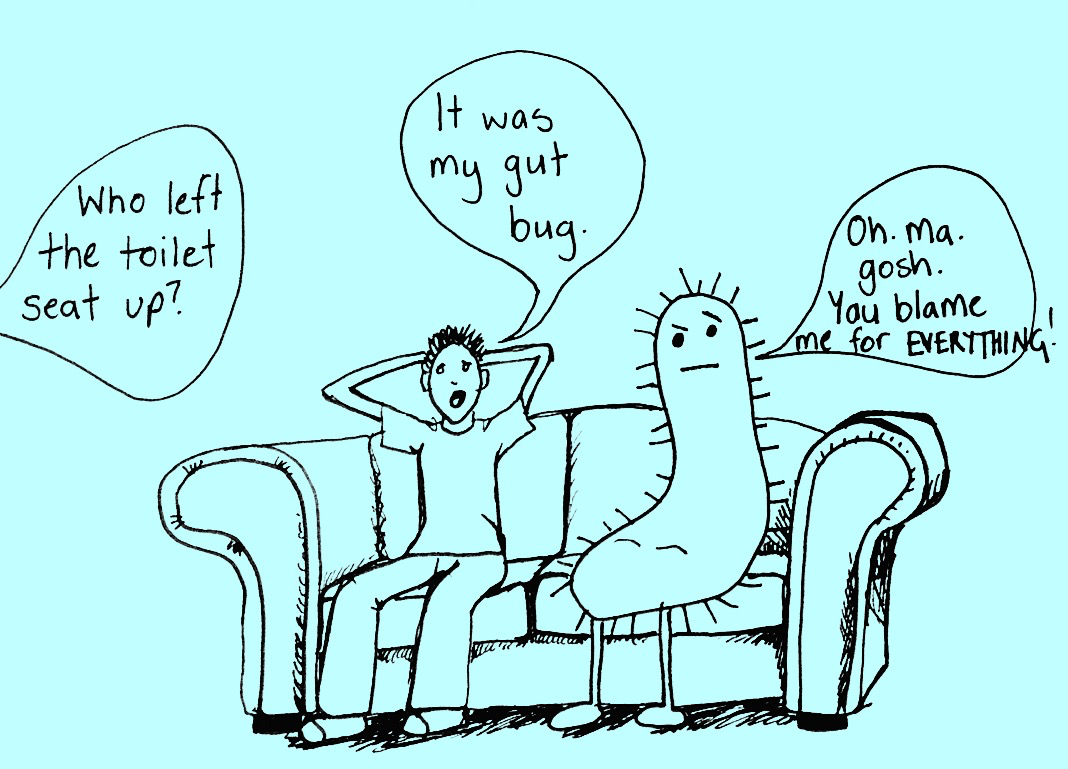 Who left
the toilet
seat up?
It was
my gut
bug.
Oh. ma.
gosh.
You blame
me for EVERYTHING!